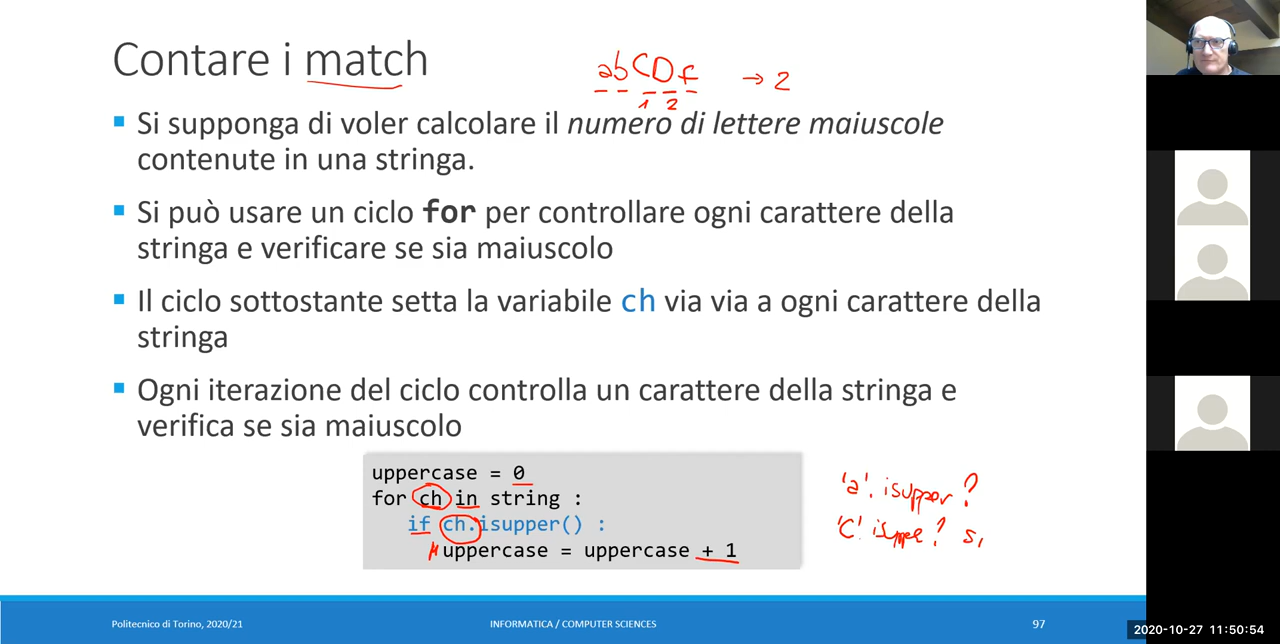 Contare i match
abCDf → 2
1 2
Si supponga di voler calcolare il numero di lettere maiuscole
contenute in una stringa.
Si può usare un ciclo for per controllare ogni carattere della
stringa e verificare se sia maiuscolo
Il ciclo sottostante setta la variabile ch via via a ogni carattere della
stringa
Ogni iterazione del ciclo controlla un carattere della stringa e
verifica se sia maiuscolo
uppercase = 0
for ch in string :
if ch.isupper() :
uppercase = uppercase + 1
'a'. isupper ?
'C'. isupper ? si
Politecnico di Torino, 2020/21
INFORMATICA / COMPUTER SCIENCES
97
2020-10-27 11:50:54